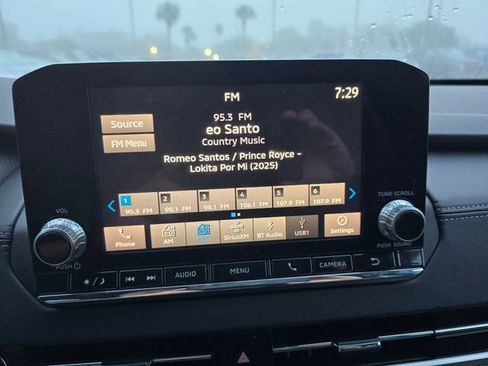 FM
7:29
Source
FM Menu
95.3 FM
eo Santo
Country Music
Romeo Santos / Prince Royce -
Lokita Por Mi (2025)
1 2 3 4 5 6
95.3 FM 90.1 FM 98.1 FM 106.1 FM 107.9 FM 107.9 FM
VOL
TUNE·SCROLL
Phone
AM
SiriusXM
BT Audio
USB1
Settings
PUSH
PUSH SOUND
AUDIO
MENU
CAMERA